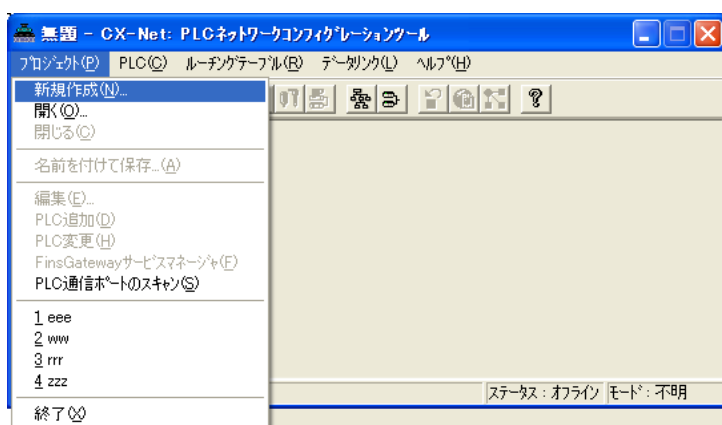 無題 - CX-Net: PLCネットワークコンフィグレーションツール
プロジェクト(P) PLC(C) ルーチンゲーブル(R) データリンク(L) ヘルプ(H)
新規作成(N)...
開く(O)...
閉じる(C)
名前を付けて保存...(A)
編集(E)...
PLC追加(D)
PLC変更(H)
FinsGatewayサービスマネージャ(F)
PLC通信ポートのスキャン(S)
1 eee
2 ww
3 rrr
4 zzz
ステータス : オフライン モード : 不明
終了(X)